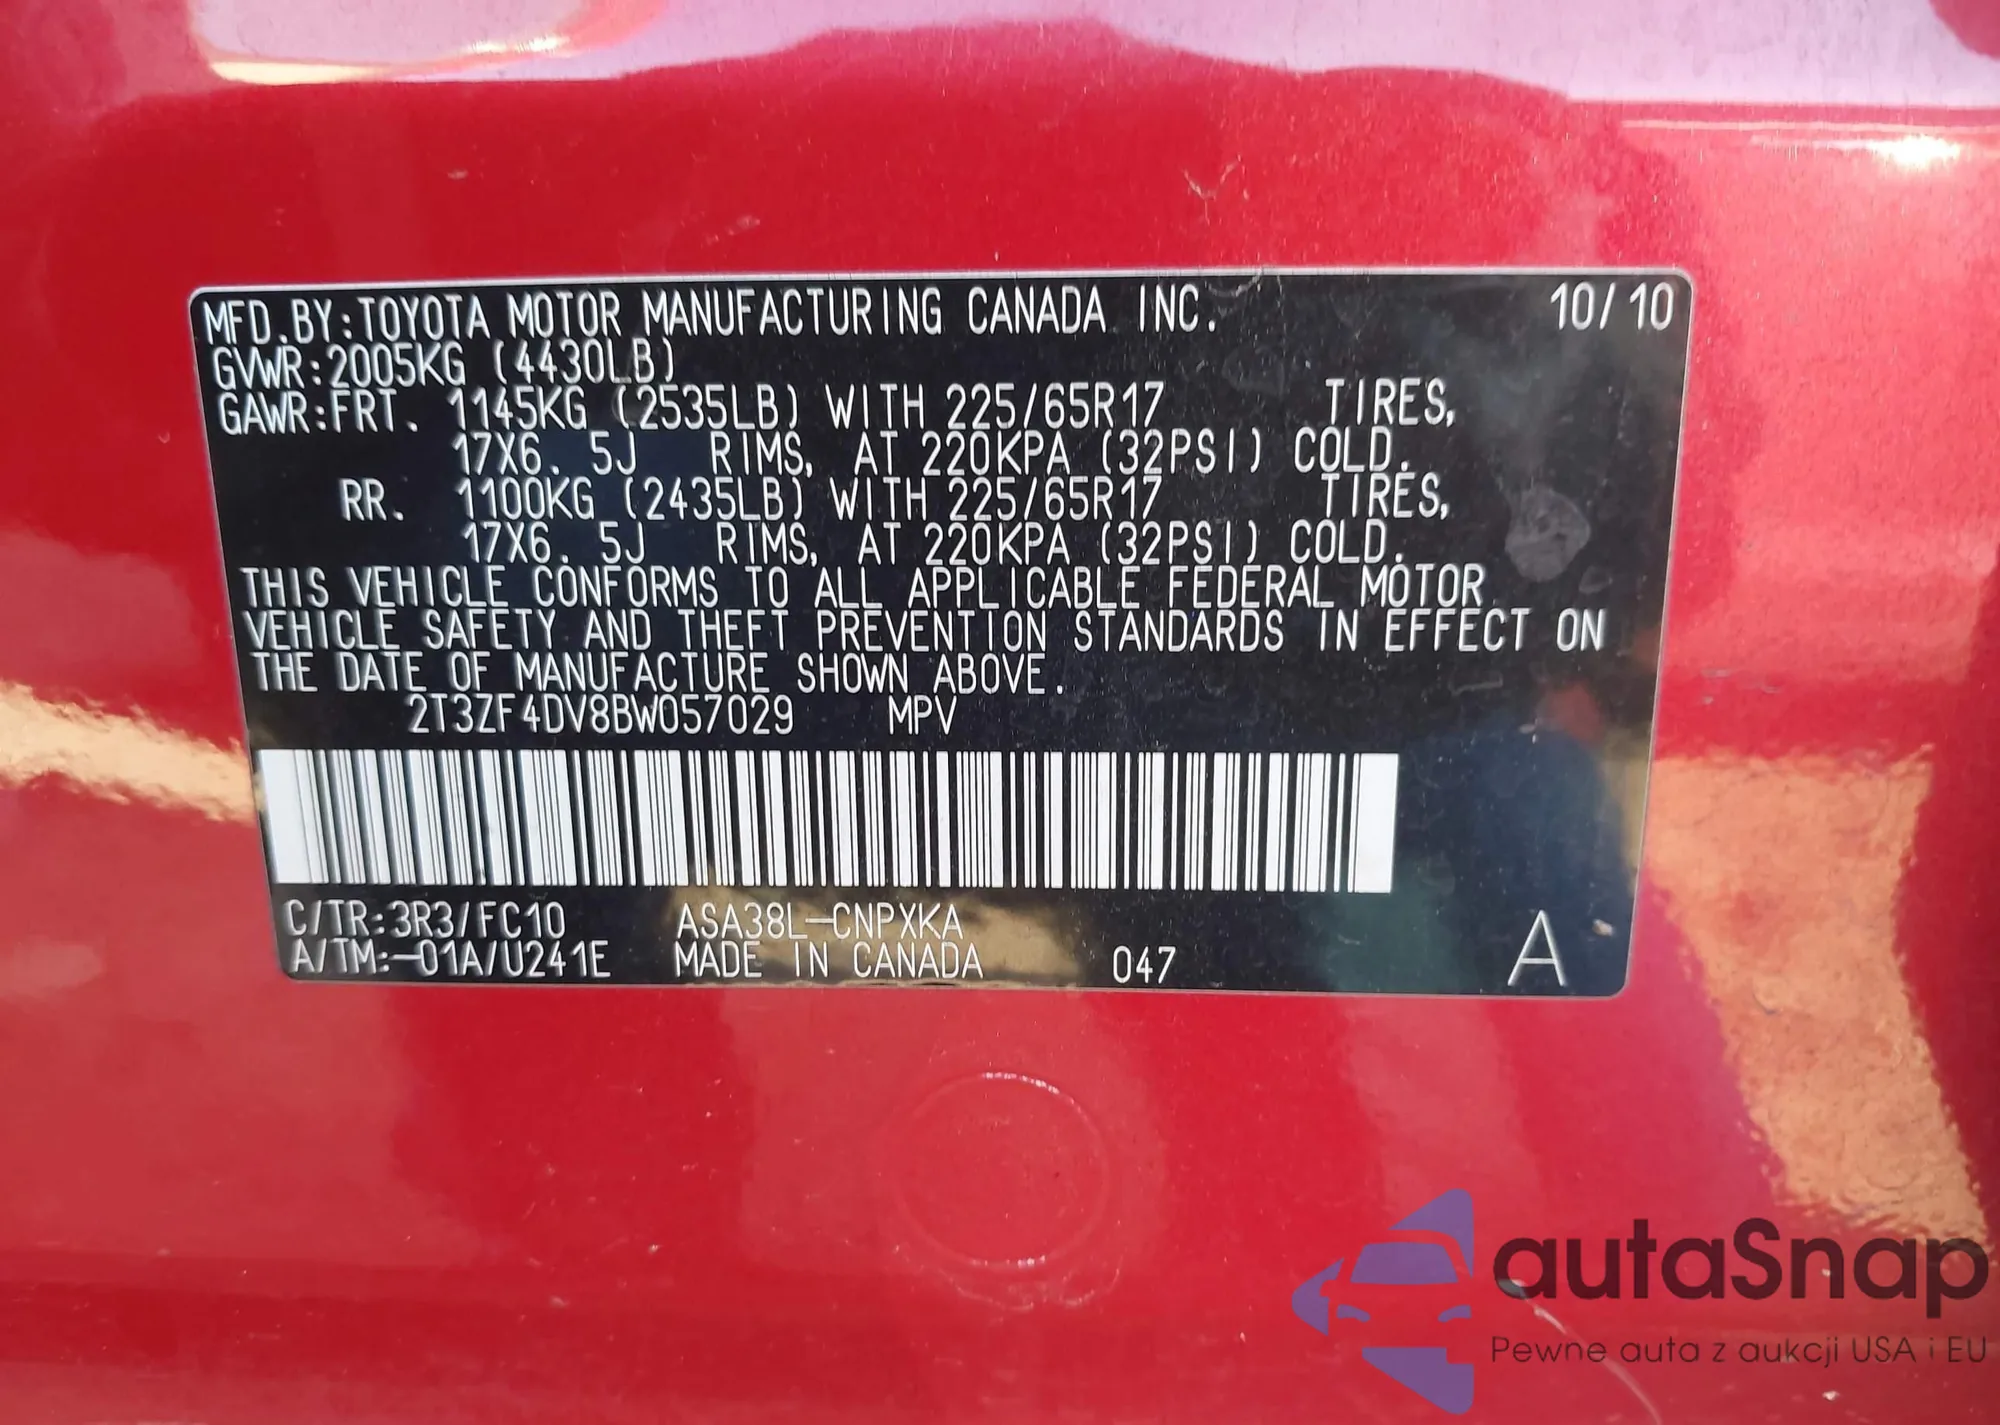 MFD.BY:TOYOTA MOTOR MANUFACTURING CANADA INC. 10/10
GVWR:2005KG (4430LB)
GAWR:FRT. 1145KG (2535LB) WITH 225/65R17 TIRES,
17X6.5J RIMS, AT 220KPA (32PSI) COLD.
RR. 1100KG (2435LB) WITH 225/65R17 TIRES,
17X6.5J RIMS, AT 220KPA (32PSI) COLD.
THIS VEHICLE CONFORMS TO ALL APPLICABLE FEDERAL MOTOR
VEHICLE SAFETY AND THEFT PREVENTION STANDARDS IN EFFECT ON
THE DATE OF MANUFACTURE SHOWN ABOVE.
2T3ZF4DV8BW057029 MPV
C/TR:3R3/FC10 ASA38L-CNPXKA
A/TM:-01A/U241E MADE IN CANADA 047 A
autaSnap
Pewne auta z aukcji USA i EU